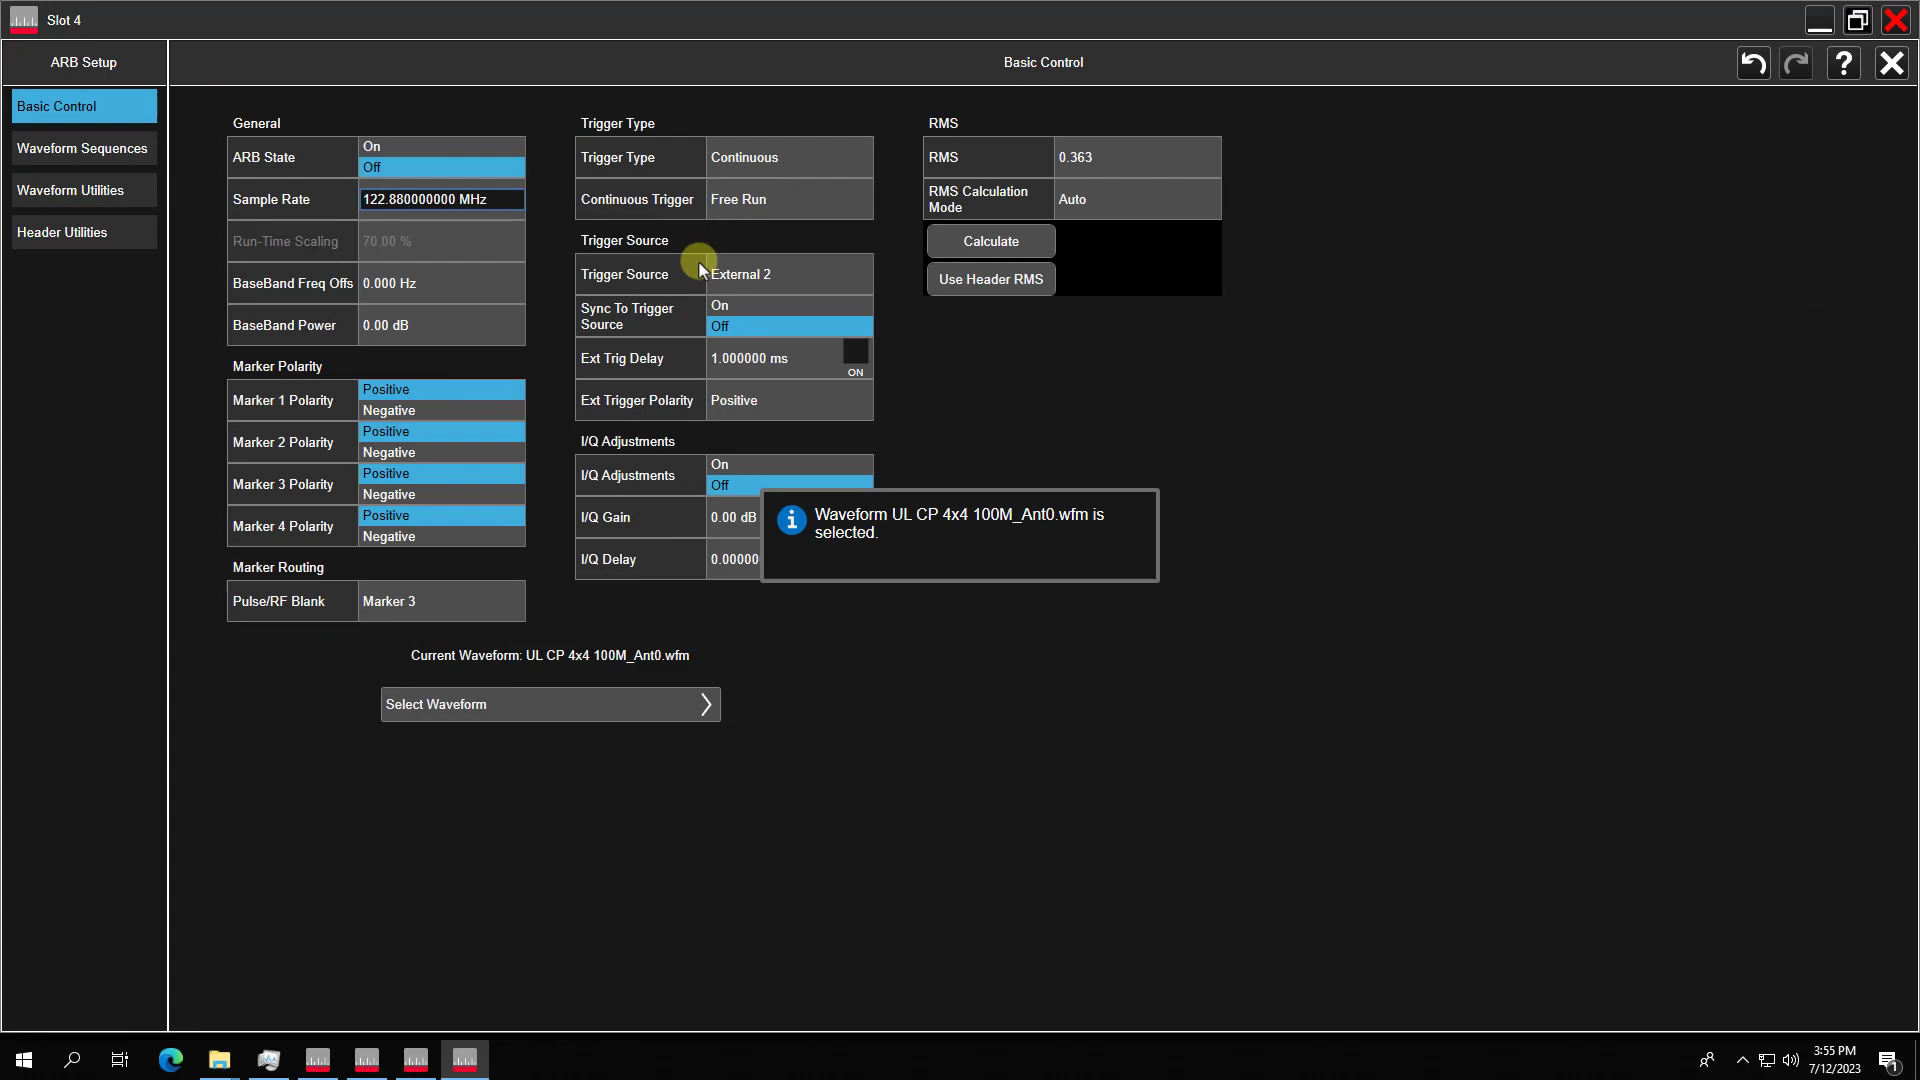 Slot 4
ARB Setup
Basic Control
Basic Control
Waveform Sequences
Waveform Utilities
Header Utilities
General
ARB State
On
Off
Sample Rate
122.880000000 MHz
Run-Time Scaling
70.00 %
BaseBand Freq Offs
0.000 Hz
BaseBand Power
0.00 dB
Marker Polarity
Marker 1 Polarity
Positive
Negative
Marker 2 Polarity
Positive
Negative
Marker 3 Polarity
Positive
Negative
Marker 4 Polarity
Positive
Negative
Marker Routing
Pulse/RF Blank
Marker 3
Trigger Type
Trigger Type
Continuous
Continuous Trigger
Free Run
Trigger Source
Trigger Source
External 2
Sync To Trigger
Source
On
Off
Ext Trig Delay
1.000000 ms
ON
Ext Trigger Polarity
Positive
I/Q Adjustments
I/Q Adjustments
On
Off
I/Q Gain
0.00 dB
I/Q Delay
0.00000
RMS
RMS
0.363
RMS Calculation
Mode
Auto
Calculate
Use Header RMS
Waveform UL CP 4x4 100M_Ant0.wfm is
selected.
Current Waveform: UL CP 4x4 100M_Ant0.wfm
Select Waveform
3:55 PM
7/12/2023
1